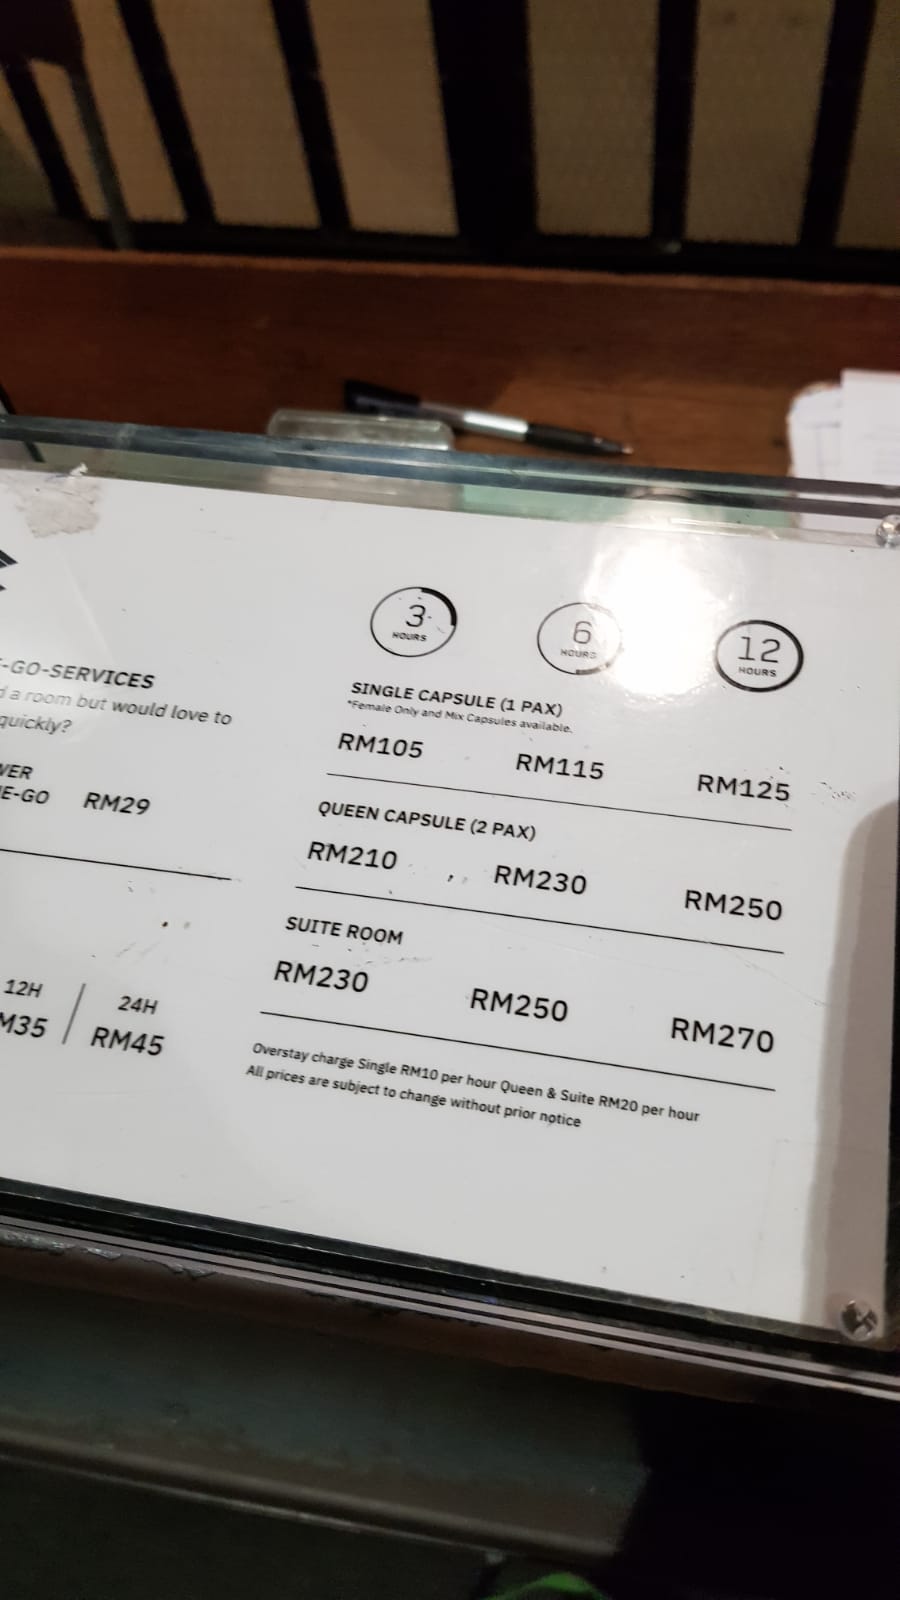 -GO-SERVICES
a room but would love to
quickly?
RM29
12H 24H
M35 RM45
3 HOURS 6 HOURS 12 HOURS
SINGLE CAPSULE (1 PAX)
*Female Only and Mix Capsules available.
RM105 RM115 RM125
QUEEN CAPSULE (2 PAX)
RM210 RM230 RM250
SUITE ROOM
RM230 RM250 RM270
Overstay charge Single RM10 per hour Queen & Suite RM20 per hour
All prices are subject to change without prior notice